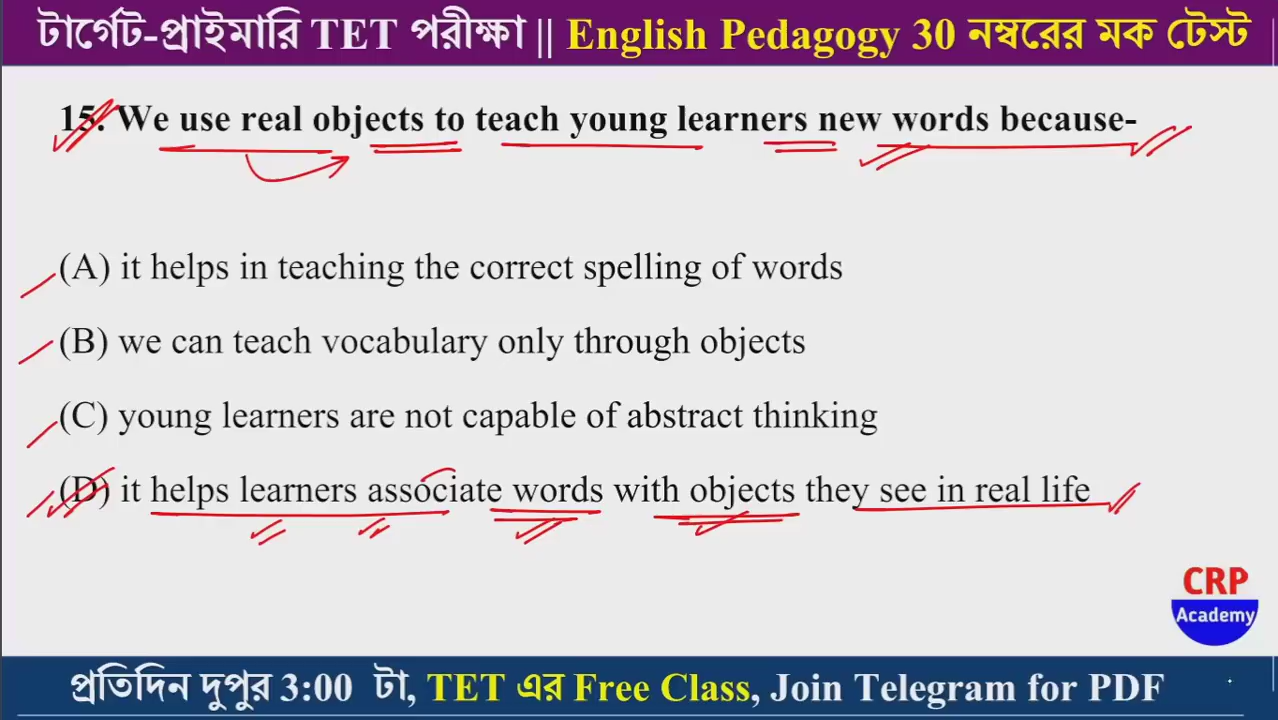 টার্গেট-প্রাইমারি TET পরীক্ষা || English Pedagogy 30 নম্বরের মক টেস্ট
15. We use real objects to teach young learners new words because-
(A) it helps in teaching the correct spelling of words
(B) we can teach vocabulary only through objects
(C) young learners are not capable of abstract thinking
(D) it helps learners associate words with objects they see in real life
CRP
Academy
প্রতিদিন দুপুর 3:00 টা, TET এর Free Class, Join Telegram for PDF